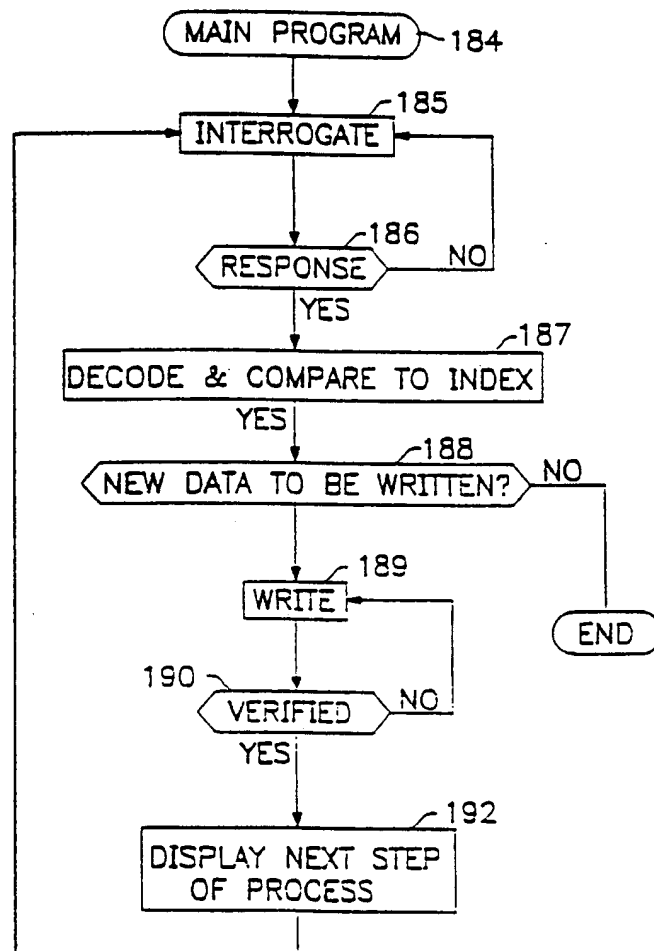 MAIN PROGRAM
184
185
INTERROGATE
186
RESPONSE
NO
YES
187
DECODE & COMPARE TO INDEX
YES
188
NEW DATA TO BE WRITTEN?
NO
189
WRITE
END
190
VERIFIED
NO
YES
192
DISPLAY NEXT STEP
OF PROCESS